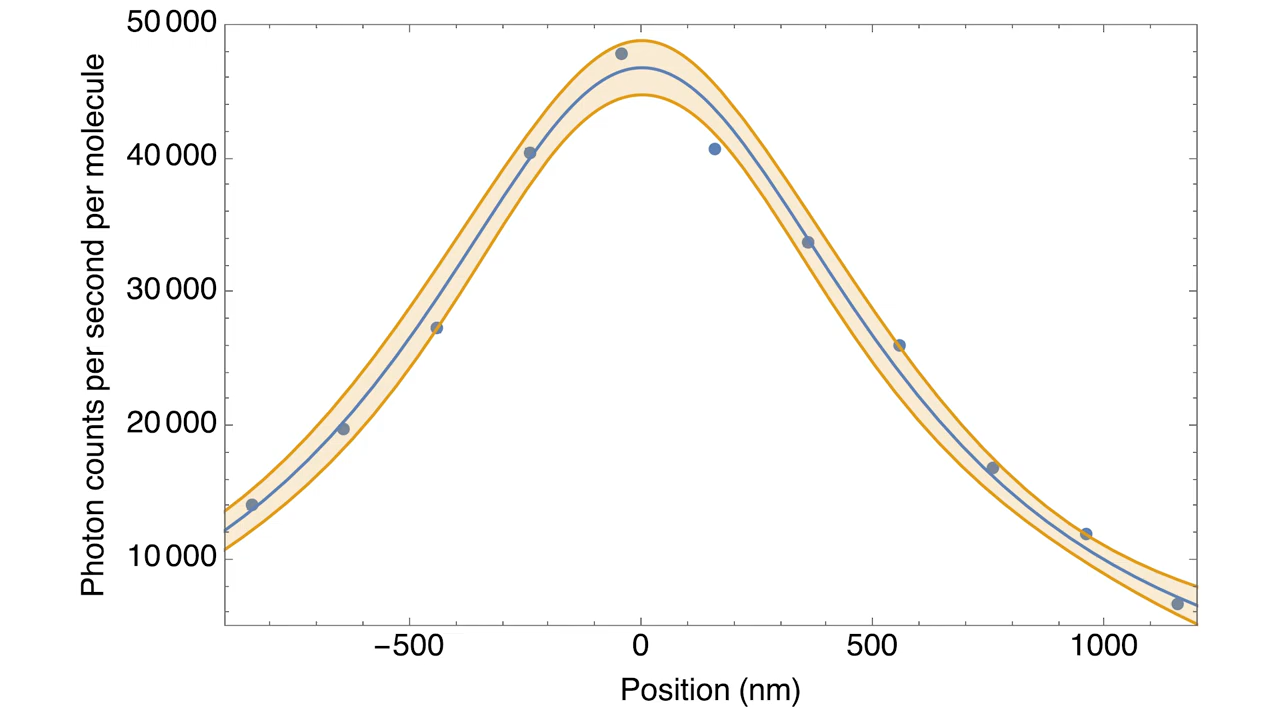 Photon counts per second per molecule
50 000
40 000
30 000
20 000
10 000
−500 0 500 1000
Position (nm)